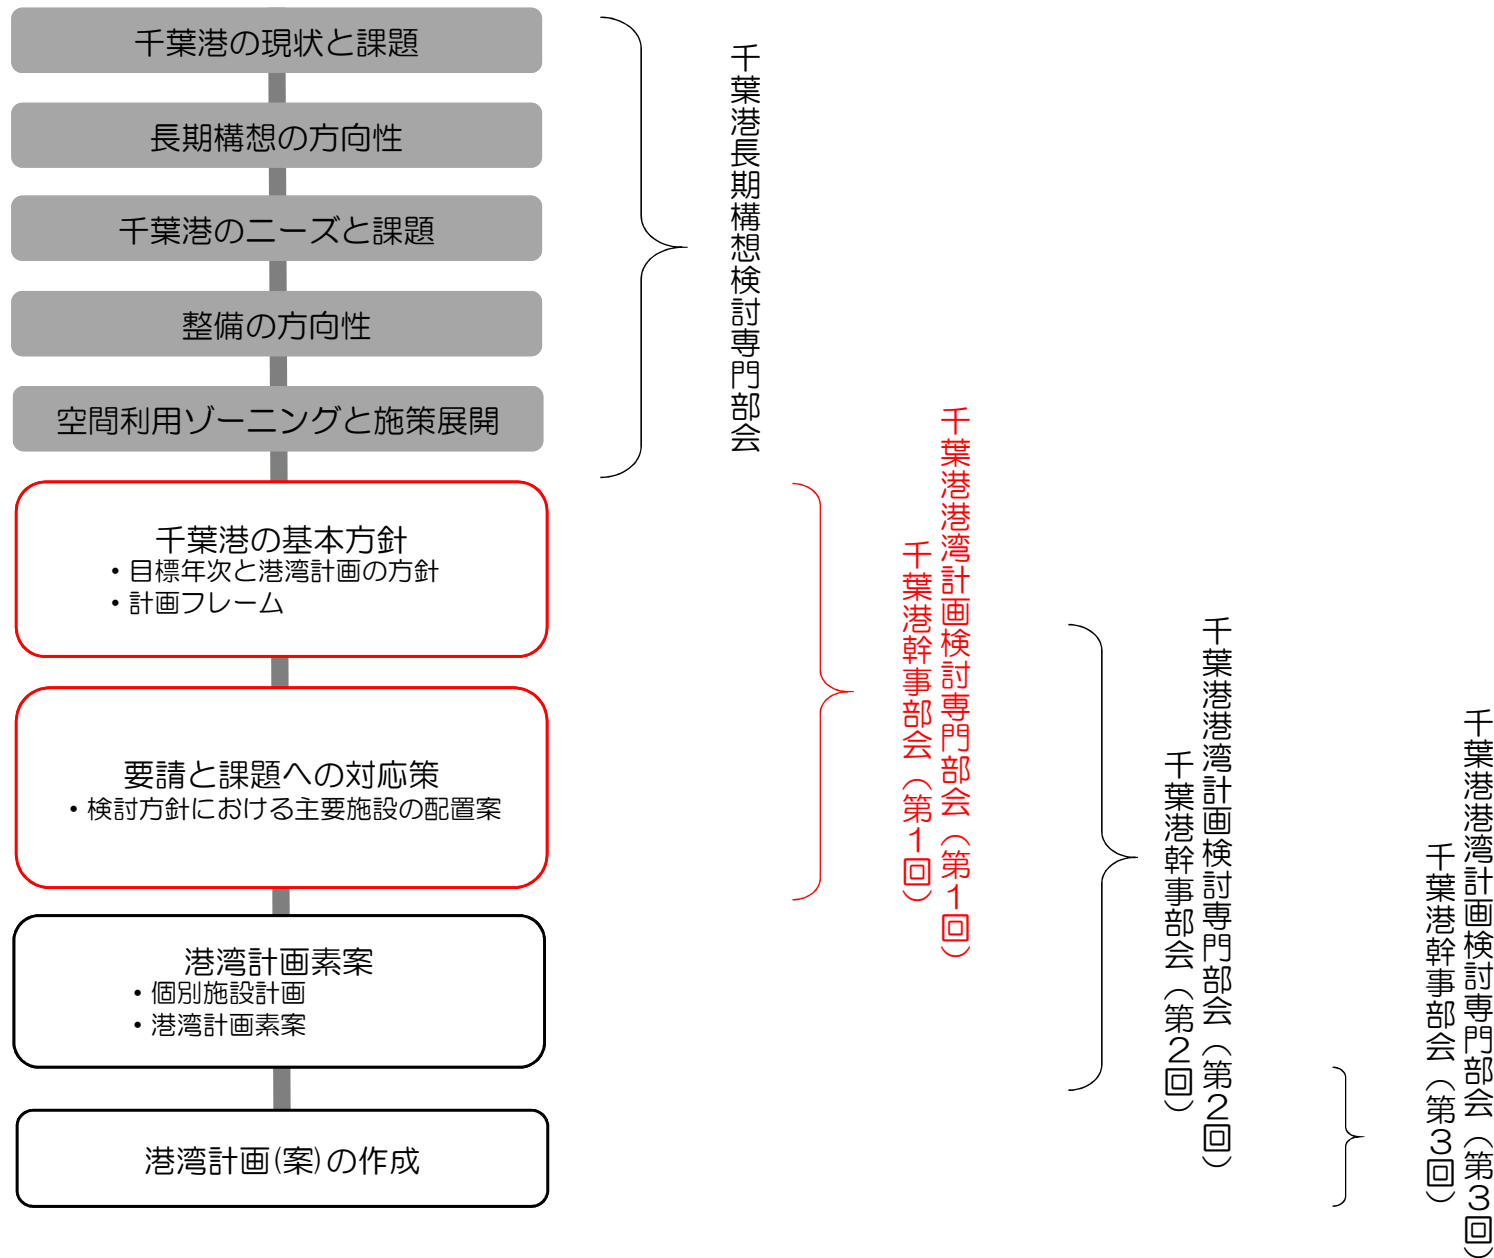 千葉港の現状と課題
長期構想の方向性
千葉港のニーズと課題
整備の方向性
空間利用ゾーニングと施策展開
千葉港の基本方針
・目標年次と港湾計画の方針
・計画フレーム
要請と課題への対応策
・検討方針における主要施設の配置案
港湾計画素案
・個別施設計画
・港湾計画素案
港湾計画(案)の作成
千葉港長期構想検討専門部会
千葉港港湾計画検討専門部会（第１回）
千葉港幹事部会（第１回）
千葉港港湾計画検討専門部会（第２回）
千葉港幹事部会（第２回）
千葉港港湾計画検討専門部会（第３回）
千葉港幹事部会（第３回）